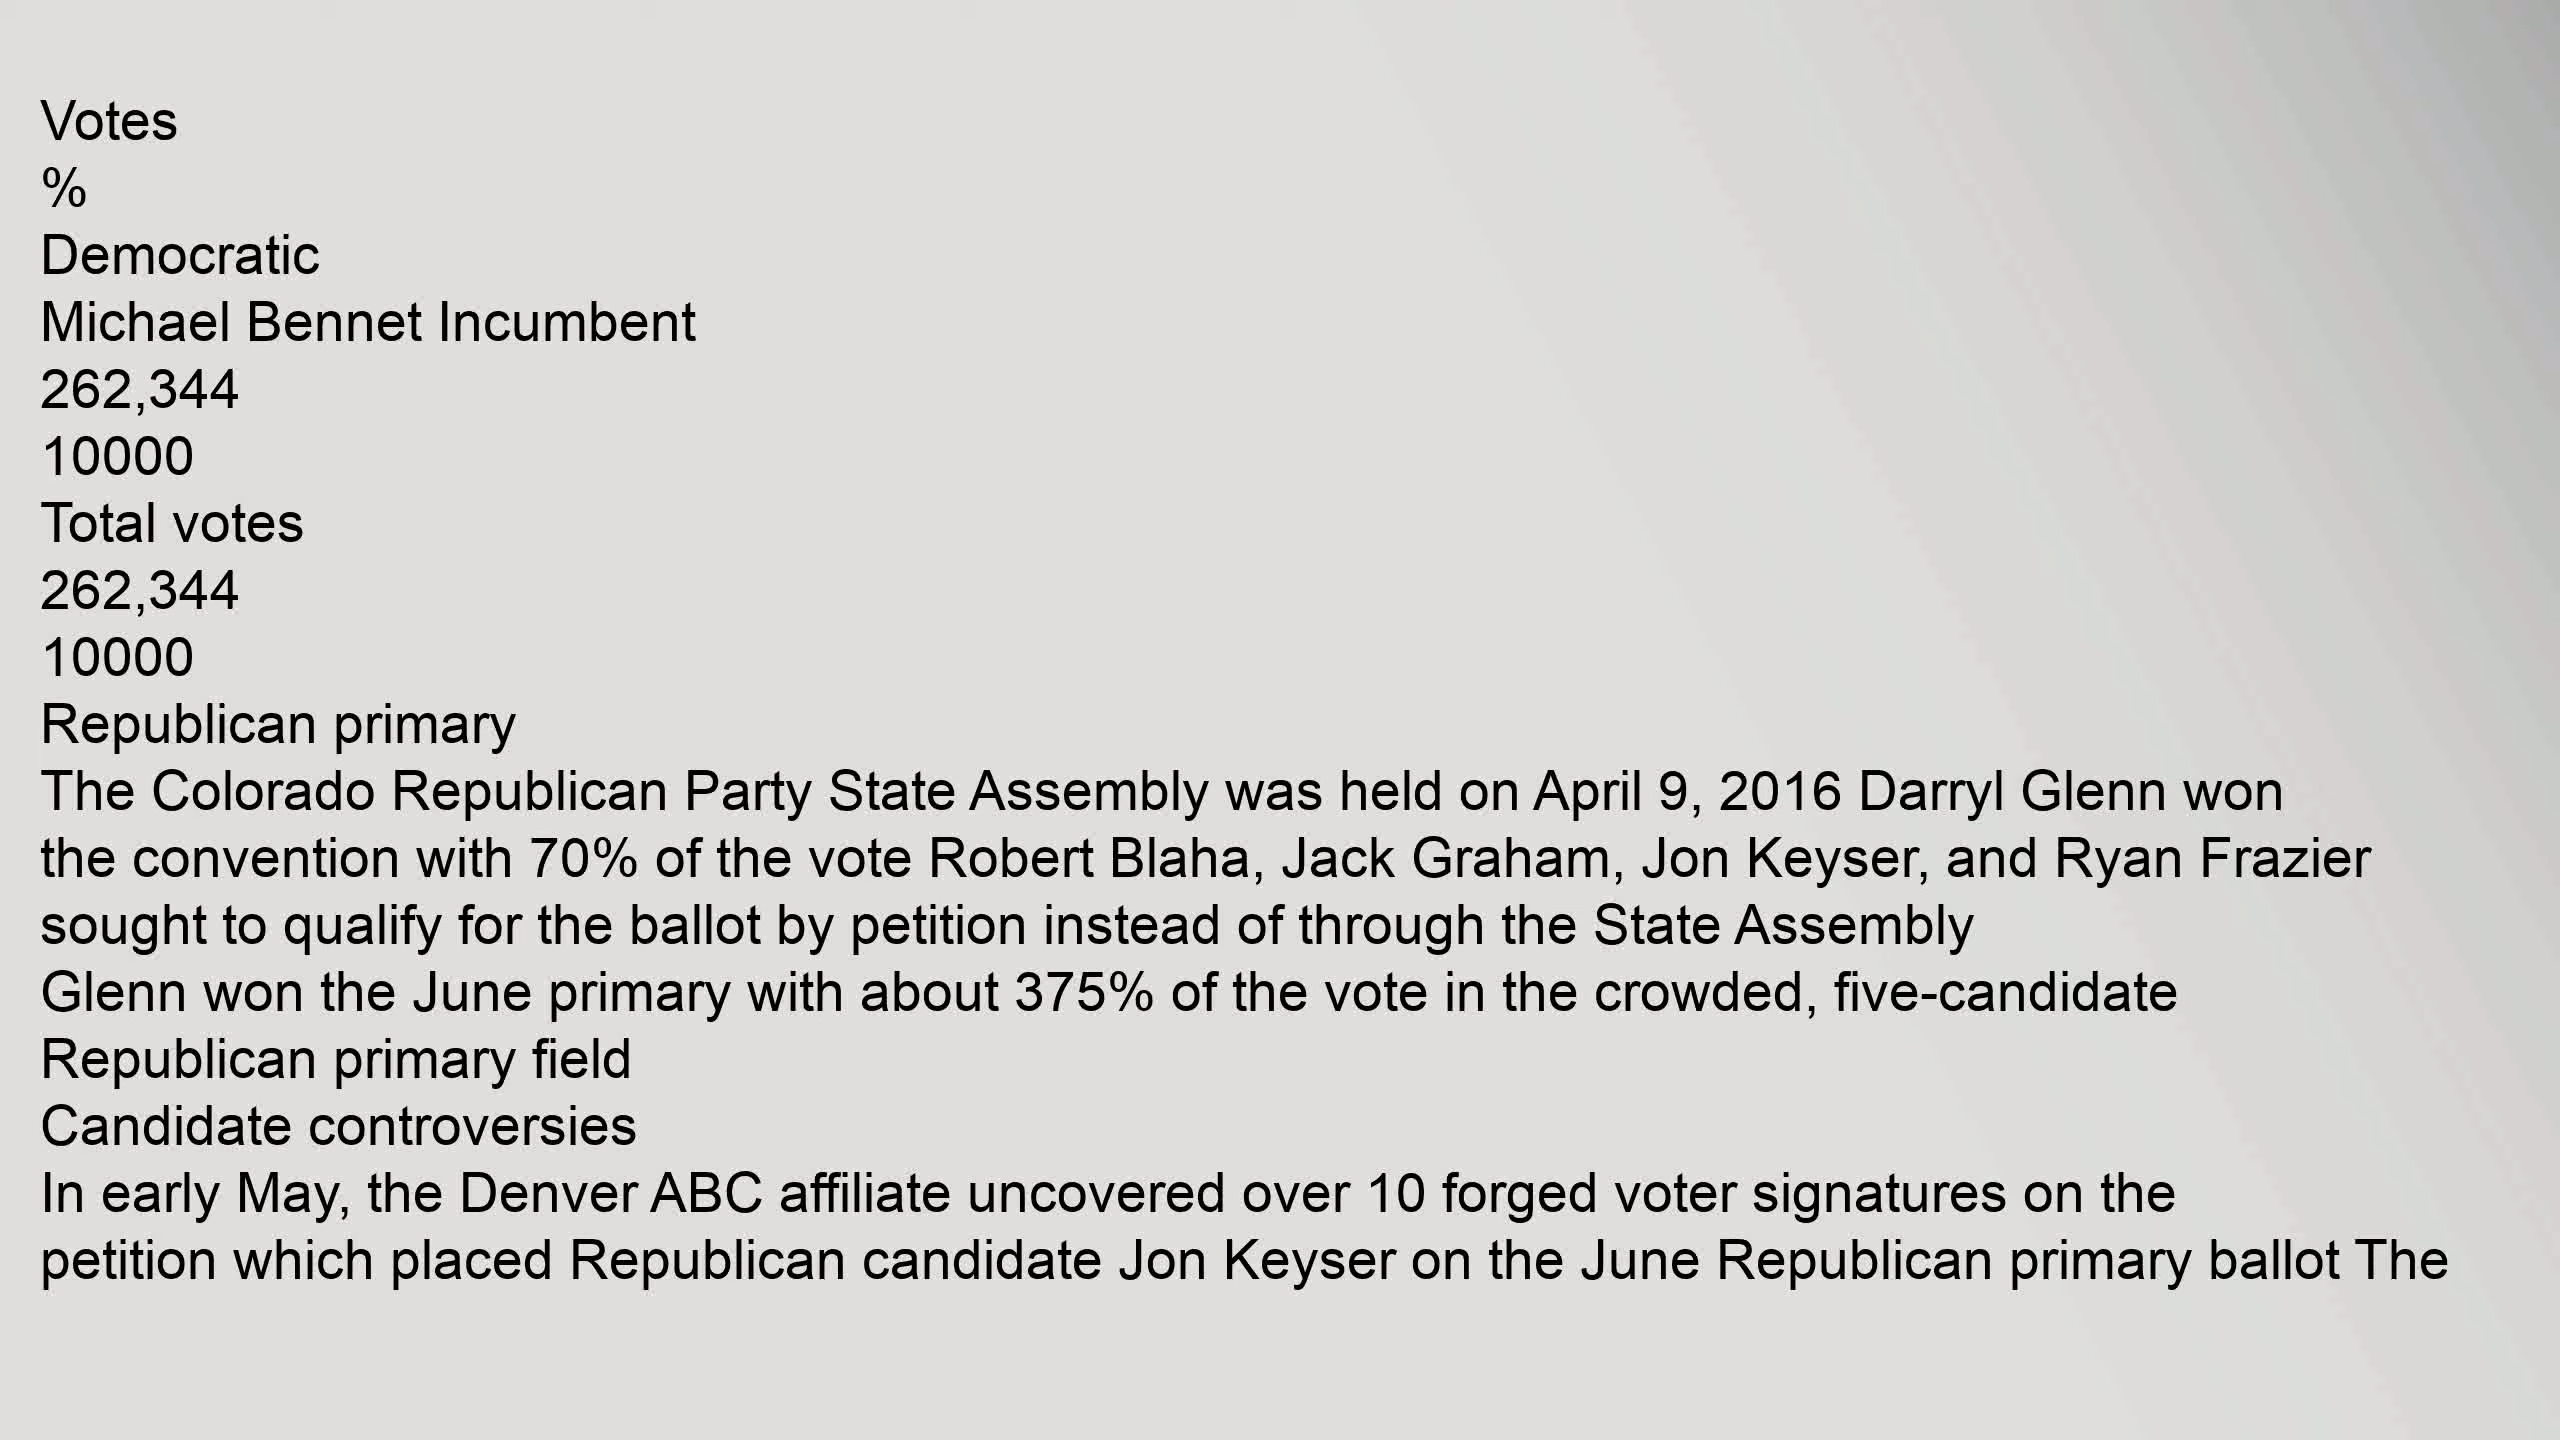 Votes
%
Democratic
Michael Bennet Incumbent
262,344
10000
Total votes
262,344
10000
Republican primary
The Colorado Republican Party State Assembly was held on April 9, 2016 Darryl Glenn won
the convention with 70% of the vote Robert Blaha, Jack Graham, Jon Keyser, and Ryan Frazier
sought to qualify for the ballot by petition instead of through the State Assembly
Glenn won the June primary with about 375% of the vote in the crowded, five-candidate
Republican primary field
Candidate controversies
In early May, the Denver ABC affiliate uncovered over 10 forged voter signatures on the
petition which placed Republican candidate Jon Keyser on the June Republican primary ballot The